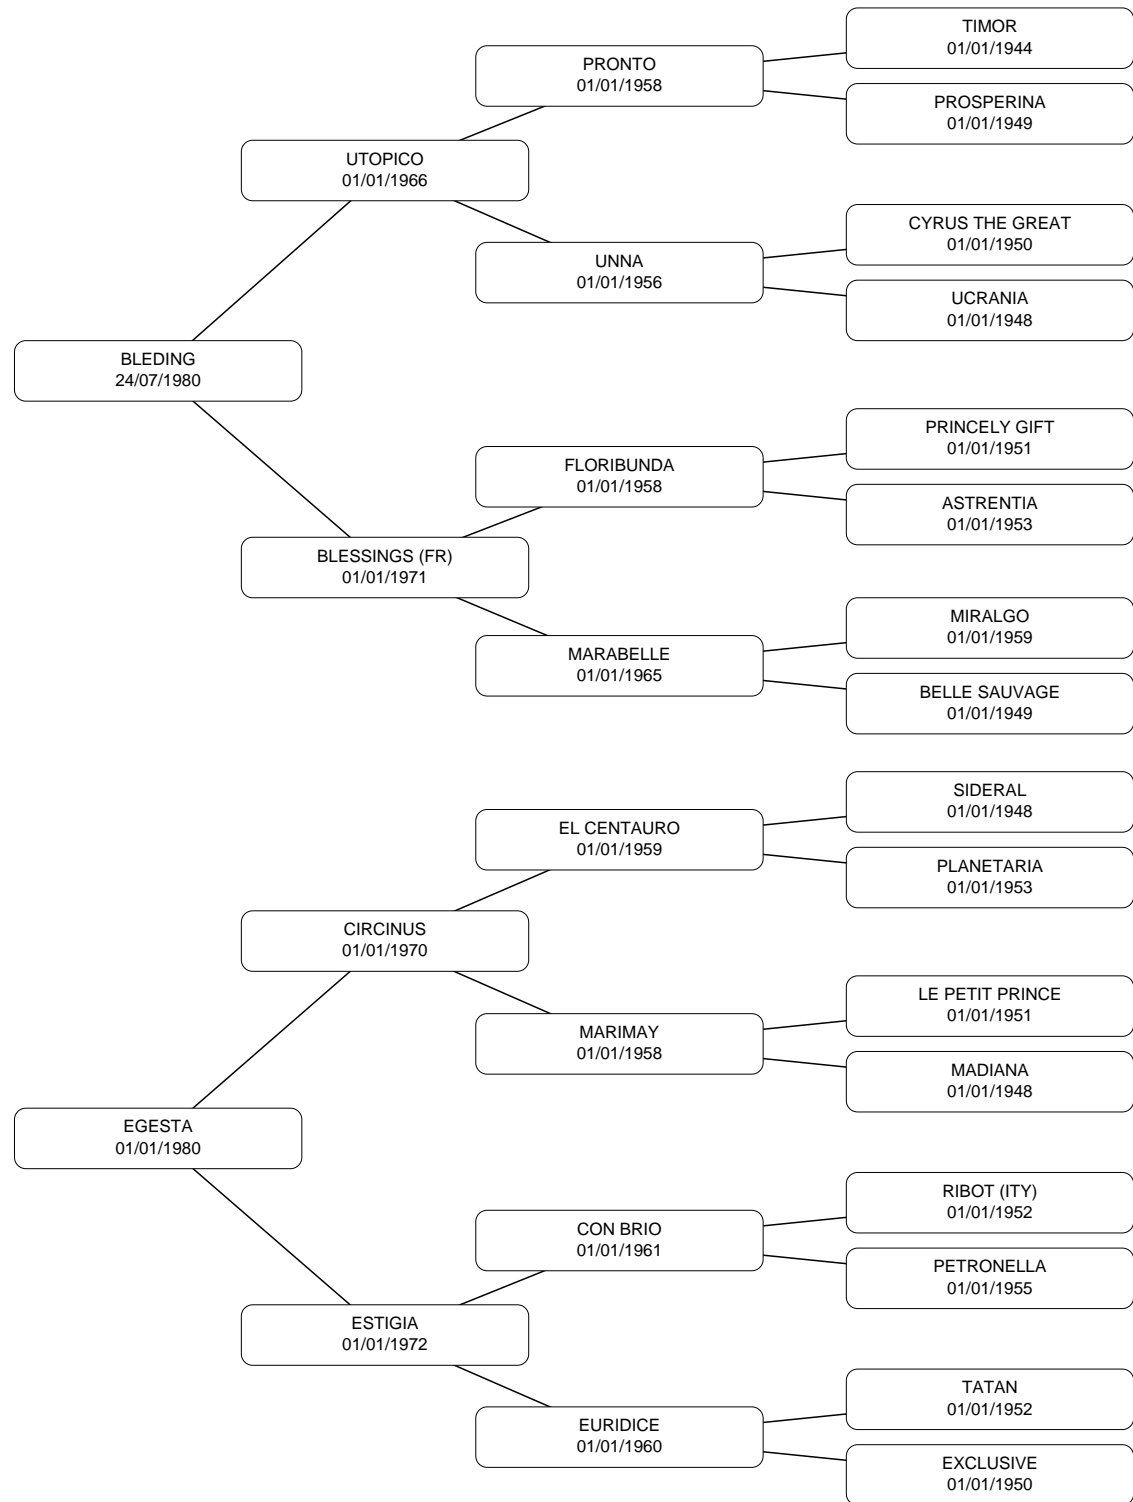 TIMOR
01/01/1944
PRONTO
01/01/1958
PROSPERINA
01/01/1949
UTOPICO
01/01/1966
CYRUS THE GREAT
01/01/1950
UNNA
01/01/1956
UCRANIA
01/01/1948
BLEDING
24/07/1980
PRINCELY GIFT
01/01/1951
FLORIBUNDA
01/01/1958
ASTRENTIA
01/01/1953
BLESSINGS (FR)
01/01/1971
MIRALGO
01/01/1959
MARABELLE
01/01/1965
BELLE SAUVAGE
01/01/1949
SIDERAL
01/01/1948
EL CENTAURO
01/01/1959
PLANETARIA
01/01/1953
CIRCINUS
01/01/1970
LE PETIT PRINCE
01/01/1951
MARIMAY
01/01/1958
MADIANA
01/01/1948
EGESTA
01/01/1980
RIBOT (ITY)
01/01/1952
CON BRIO
01/01/1961
PETRONELLA
01/01/1955
ESTIGIA
01/01/1972
TATAN
01/01/1952
EURIDICE
01/01/1960
EXCLUSIVE
01/01/1950